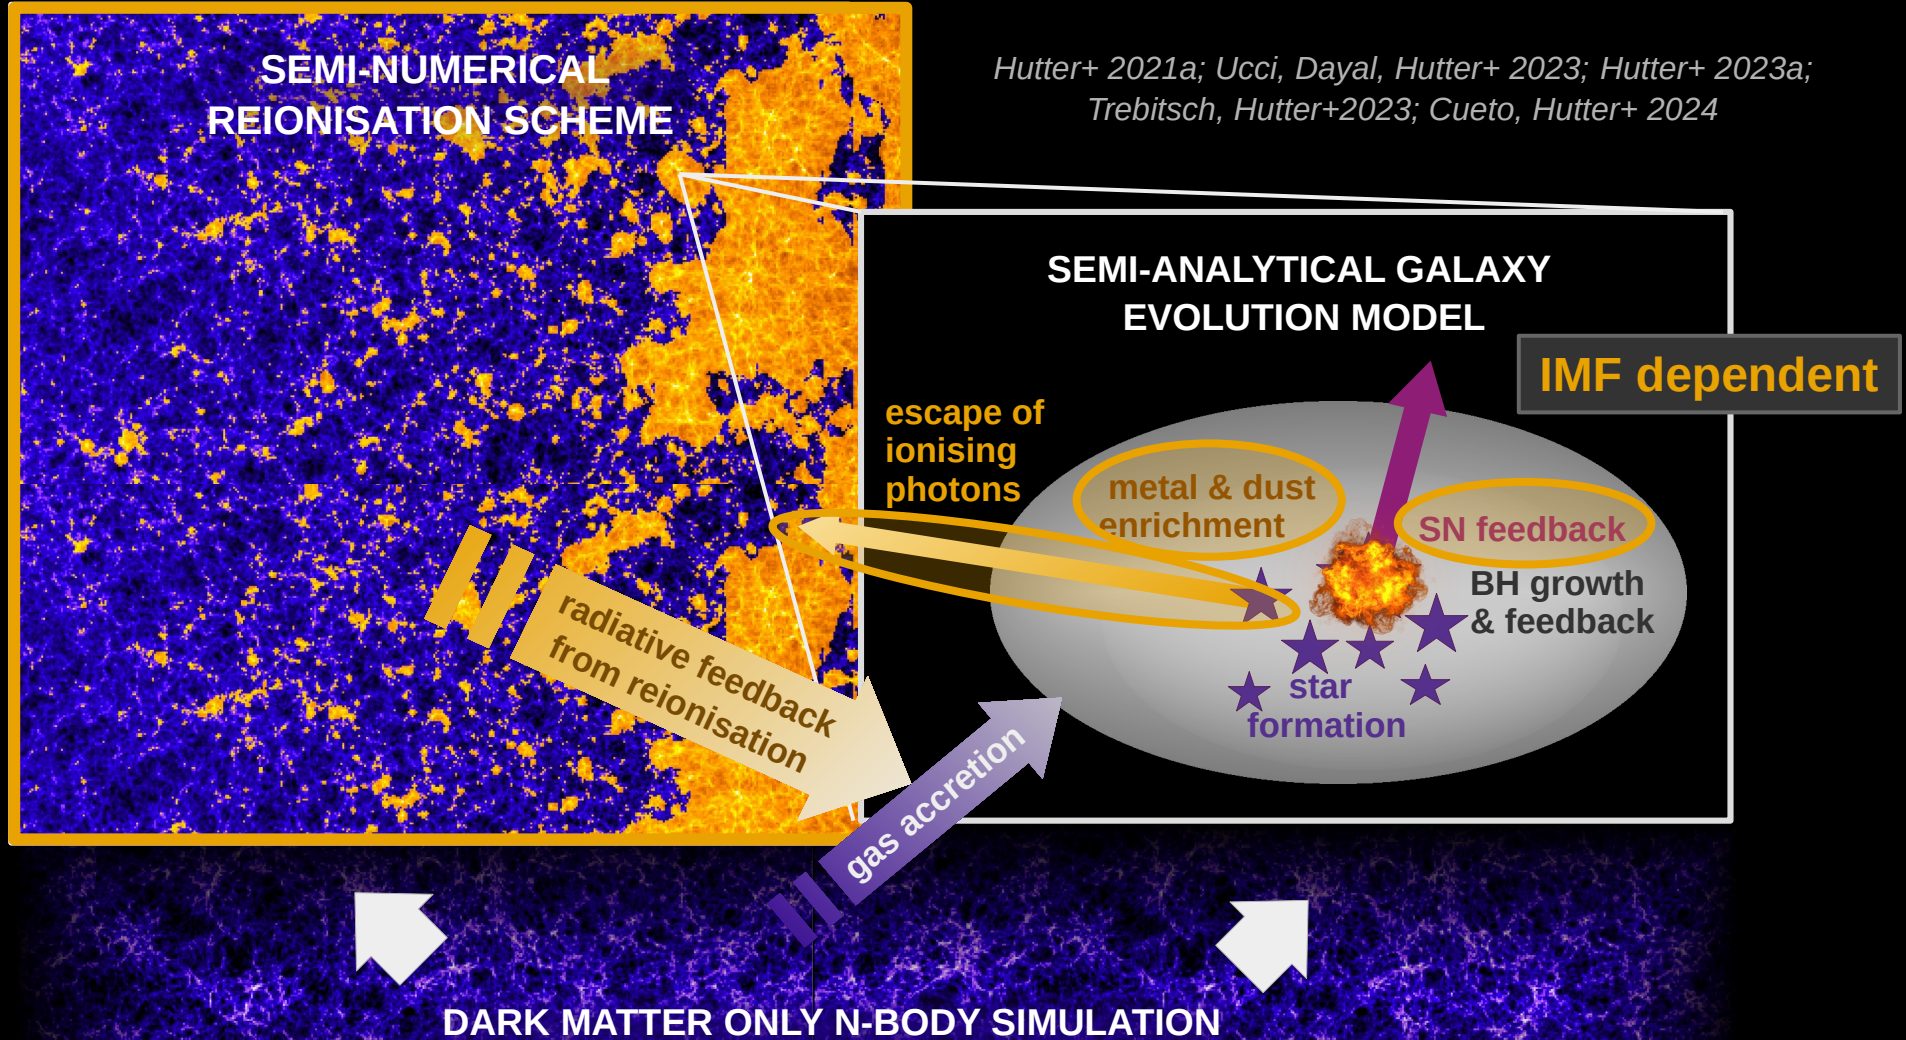 SEMI-NUMERICAL
REIONISATION SCHEME
Hutter+ 2021a; Ucci, Dayal, Hutter+ 2023; Hutter+ 2023a;
Trebitsch, Hutter+2023; Cueto, Hutter+ 2024
SEMI-ANALYTICAL GALAXY
EVOLUTION MODEL
IMF dependent
escape of
ionising
photons
metal & dust
enrichment
SN feedback
BH growth
& feedback
star
formation
radiative feedback
from reionisation
gas accretion
DARK MATTER ONLY N-BODY SIMULATION